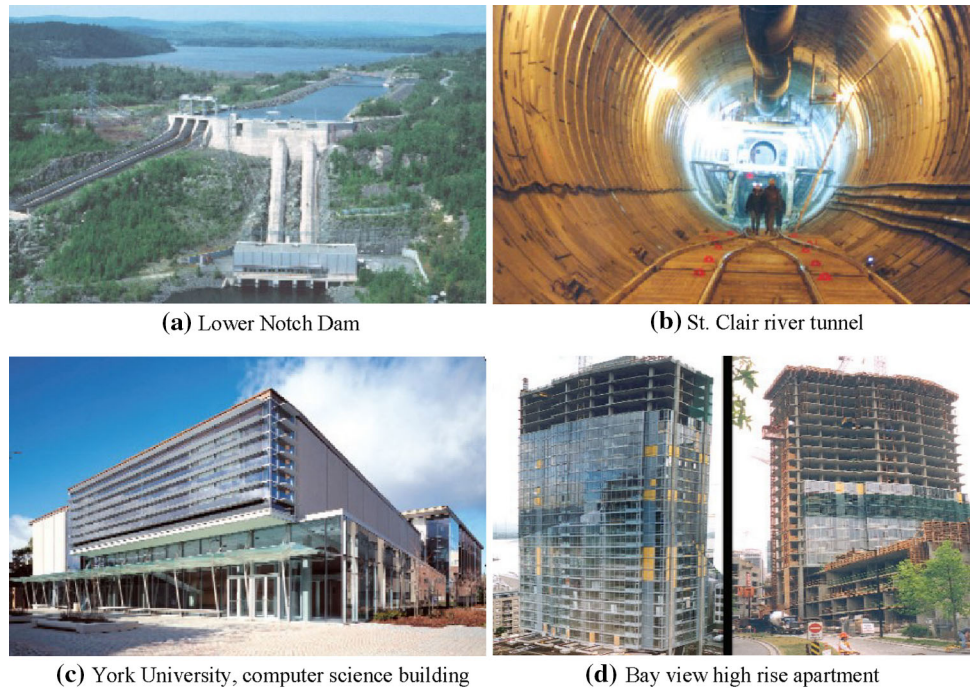 (a) Lower Notch Dam
(b) St. Clair river tunnel
(c) York University, computer science building
(d) Bay view high rise apartment